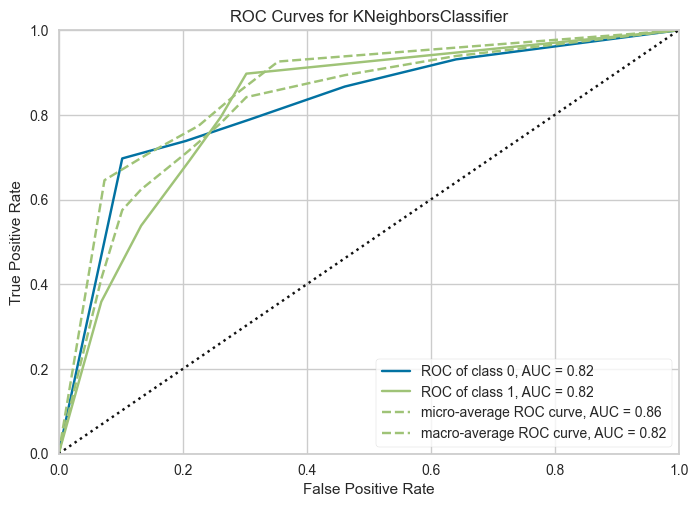 ROC Curves for KNeighborsClassifier
1.0
0.8
0.6
0.4
0.2
0.0
True Positive Rate
ROC of class 0, AUC = 0.82
ROC of class 1, AUC = 0.82
micro-average ROC curve, AUC = 0.86
macro-average ROC curve, AUC = 0.82
0.0 0.2 0.4 0.6 0.8 1.0
False Positive Rate